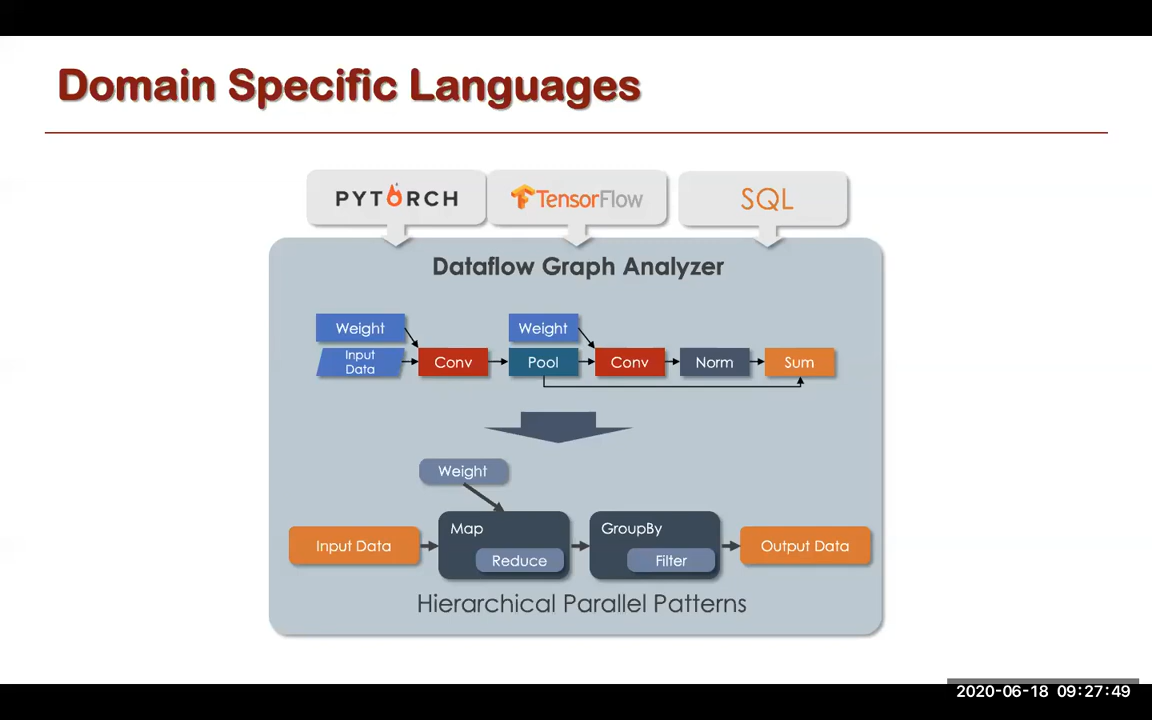 Domain Specific Languages
PYTORCH
TensorFlow
SQL
Dataflow Graph Analyzer
Weight
Weight
Input
Data
Conv
Pool
Conv
Norm
Sum
Weight
Map
GroupBy
Input Data
Reduce
Filter
Output Data
Hierarchical Parallel Patterns
2020-06-18 09:27:49